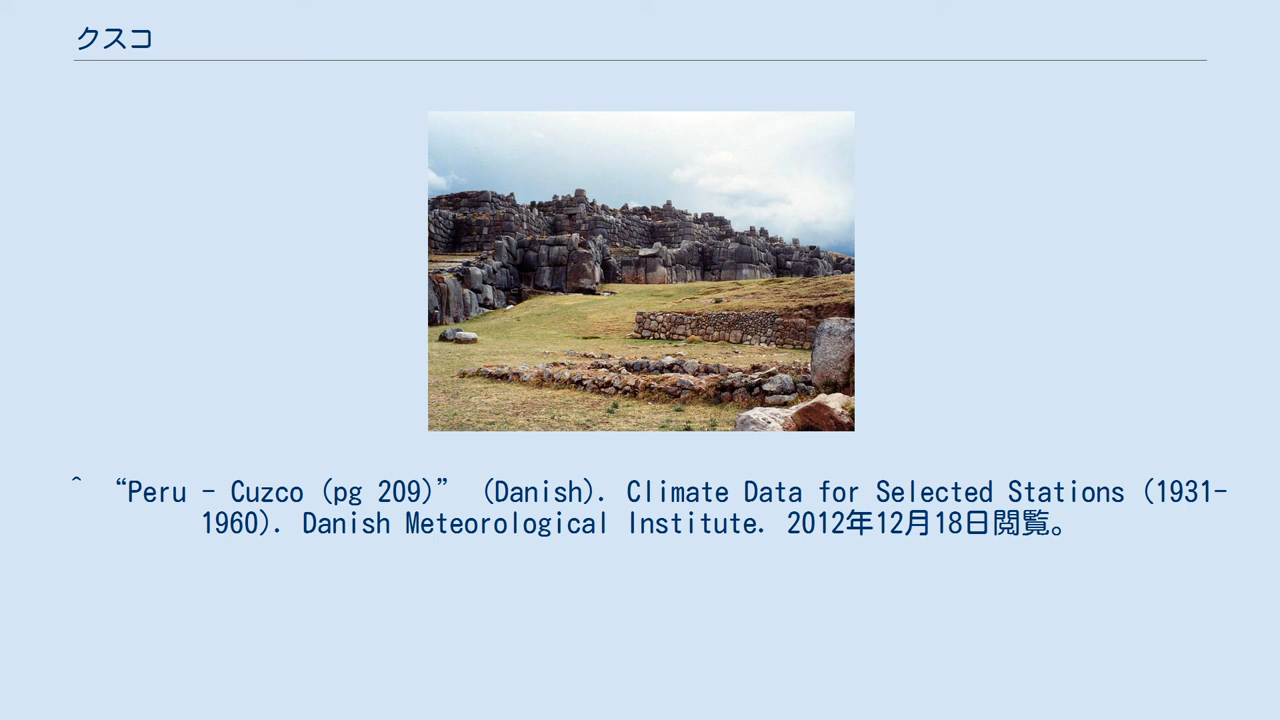 クスコ
^ “Peru - Cuzco (pg 209)” (Danish). Climate Data for Selected Stations (1931-
1960). Danish Meteorological Institute. 2012年12月18日閲覧。